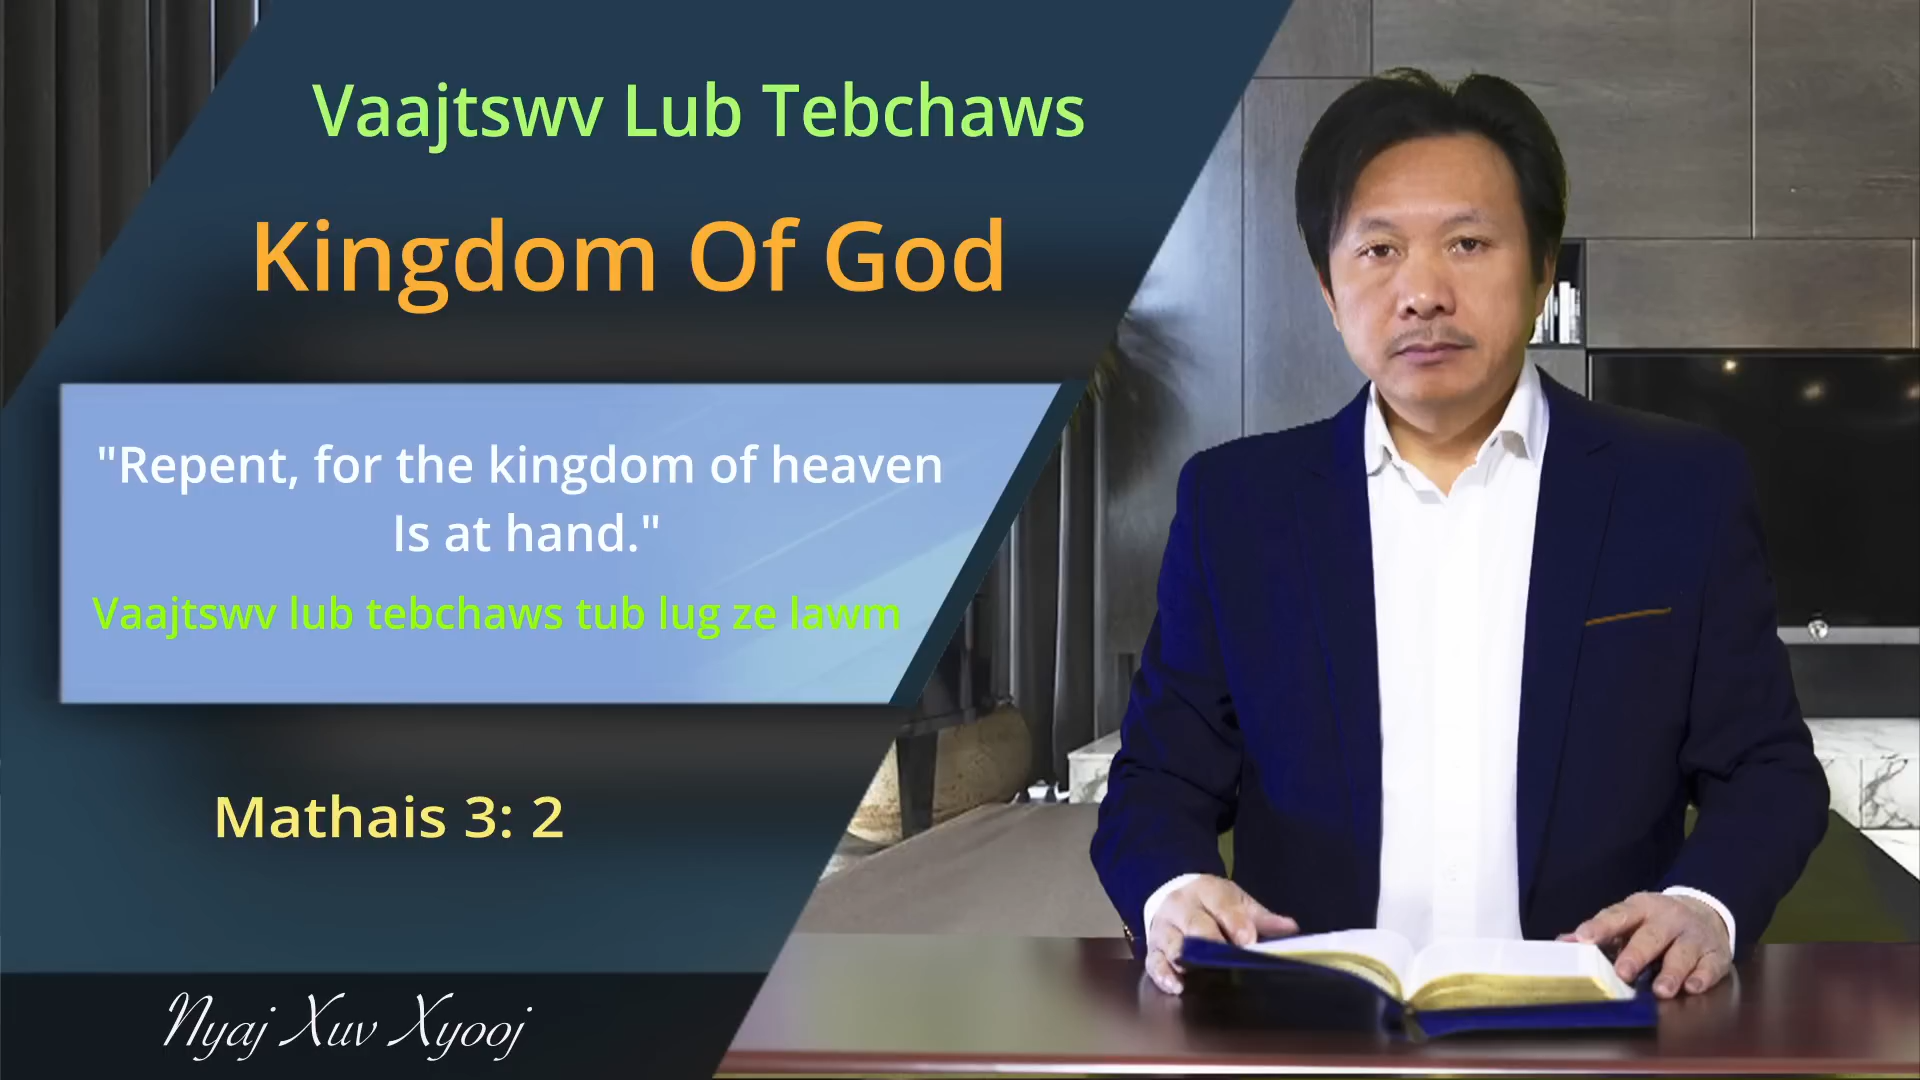 Vaajtswv Lub Tebchaws
Kingdom Of God
"Repent, for the kingdom of heaven
Is at hand."
Vaajtswv lub tebchaws tub lug ze lawm
Mathais 3: 2
Nyaj Xuv Xyooj